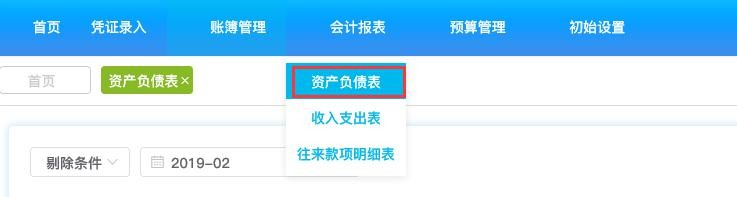 首页 凭证录入 账簿管理 会计报表 预算管理 初始设置
首页 资产负债表× 资产负债表
收入支出表
往来款项明细表
剔除条件 2019-02